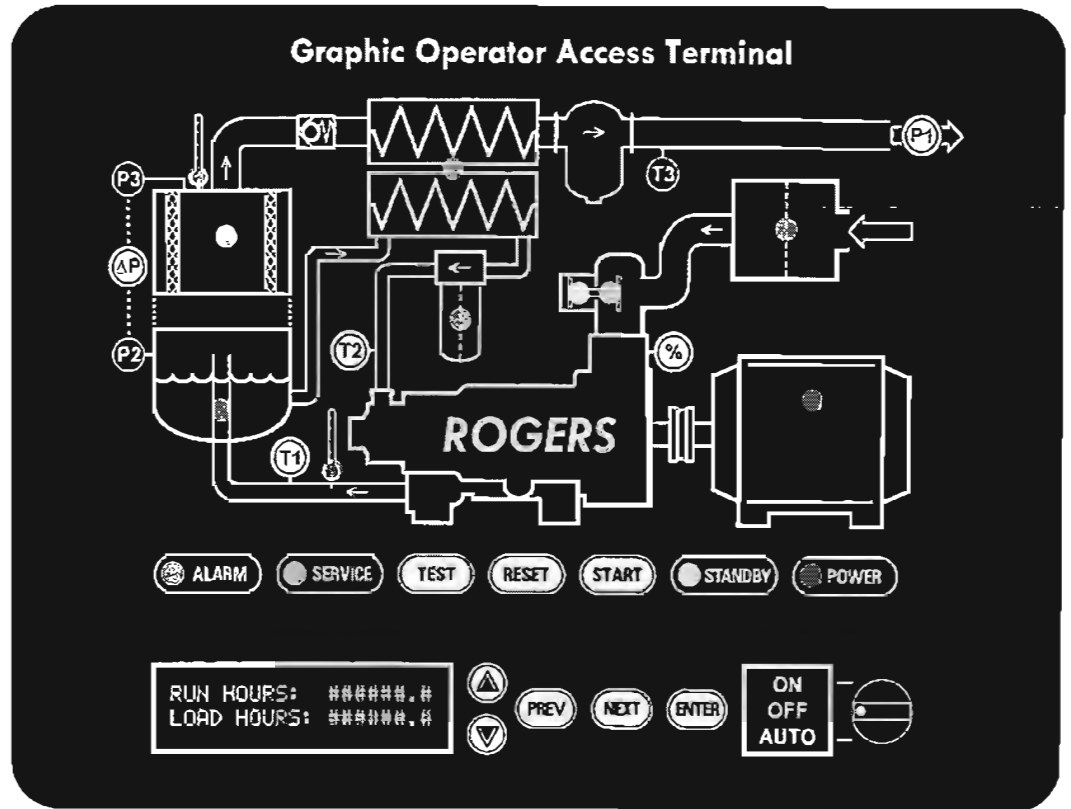 Graphic Operator Access Terminal
P1
P3
T3
ΔP
P2
T2
%
ROGERS
T1
ALARM
SERVICE
TEST
RESET
START
STANDBY
POWER
RUN HOURS: ######.#
LOAD HOURS: ######.#
PREV
NEXT
ENTER
ON
OFF
AUTO